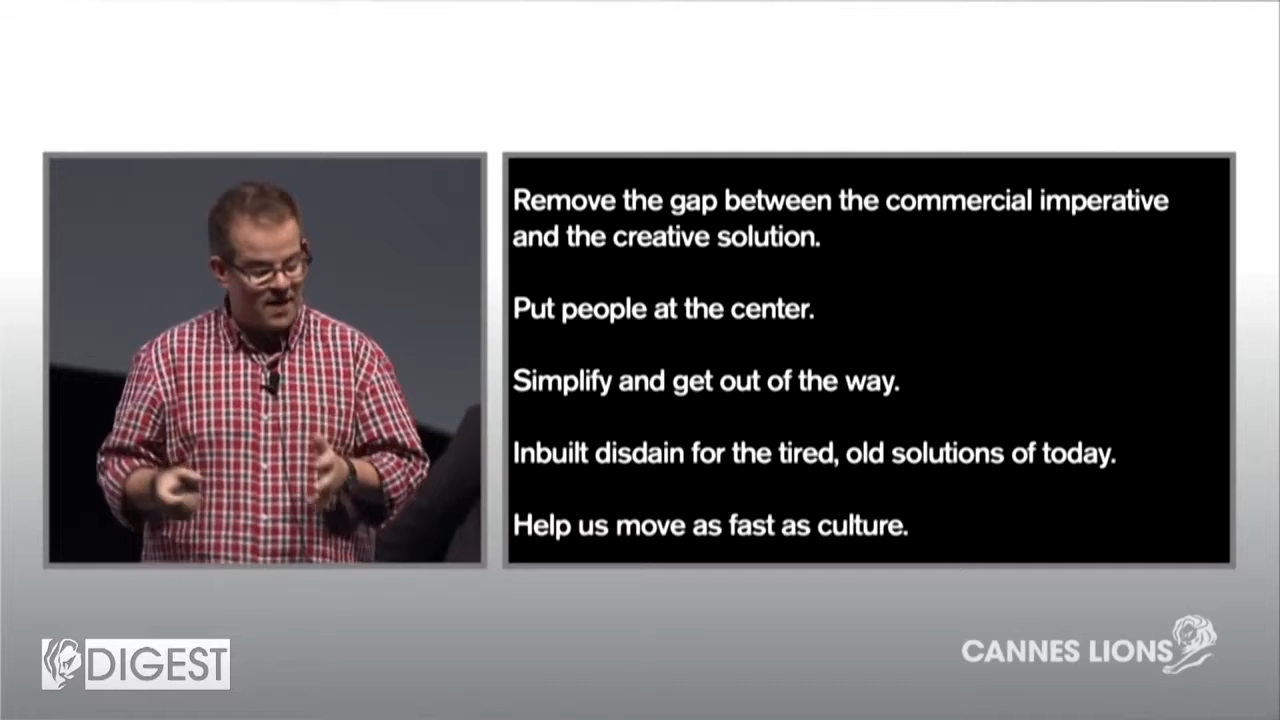 Remove the gap between the commercial imperative
and the creative solution.
Put people at the center.
Simplify and get out of the way.
Inbuilt disdain for the tired, old solutions of today.
Help us move as fast as culture.
DIGEST
CANNES LIONS